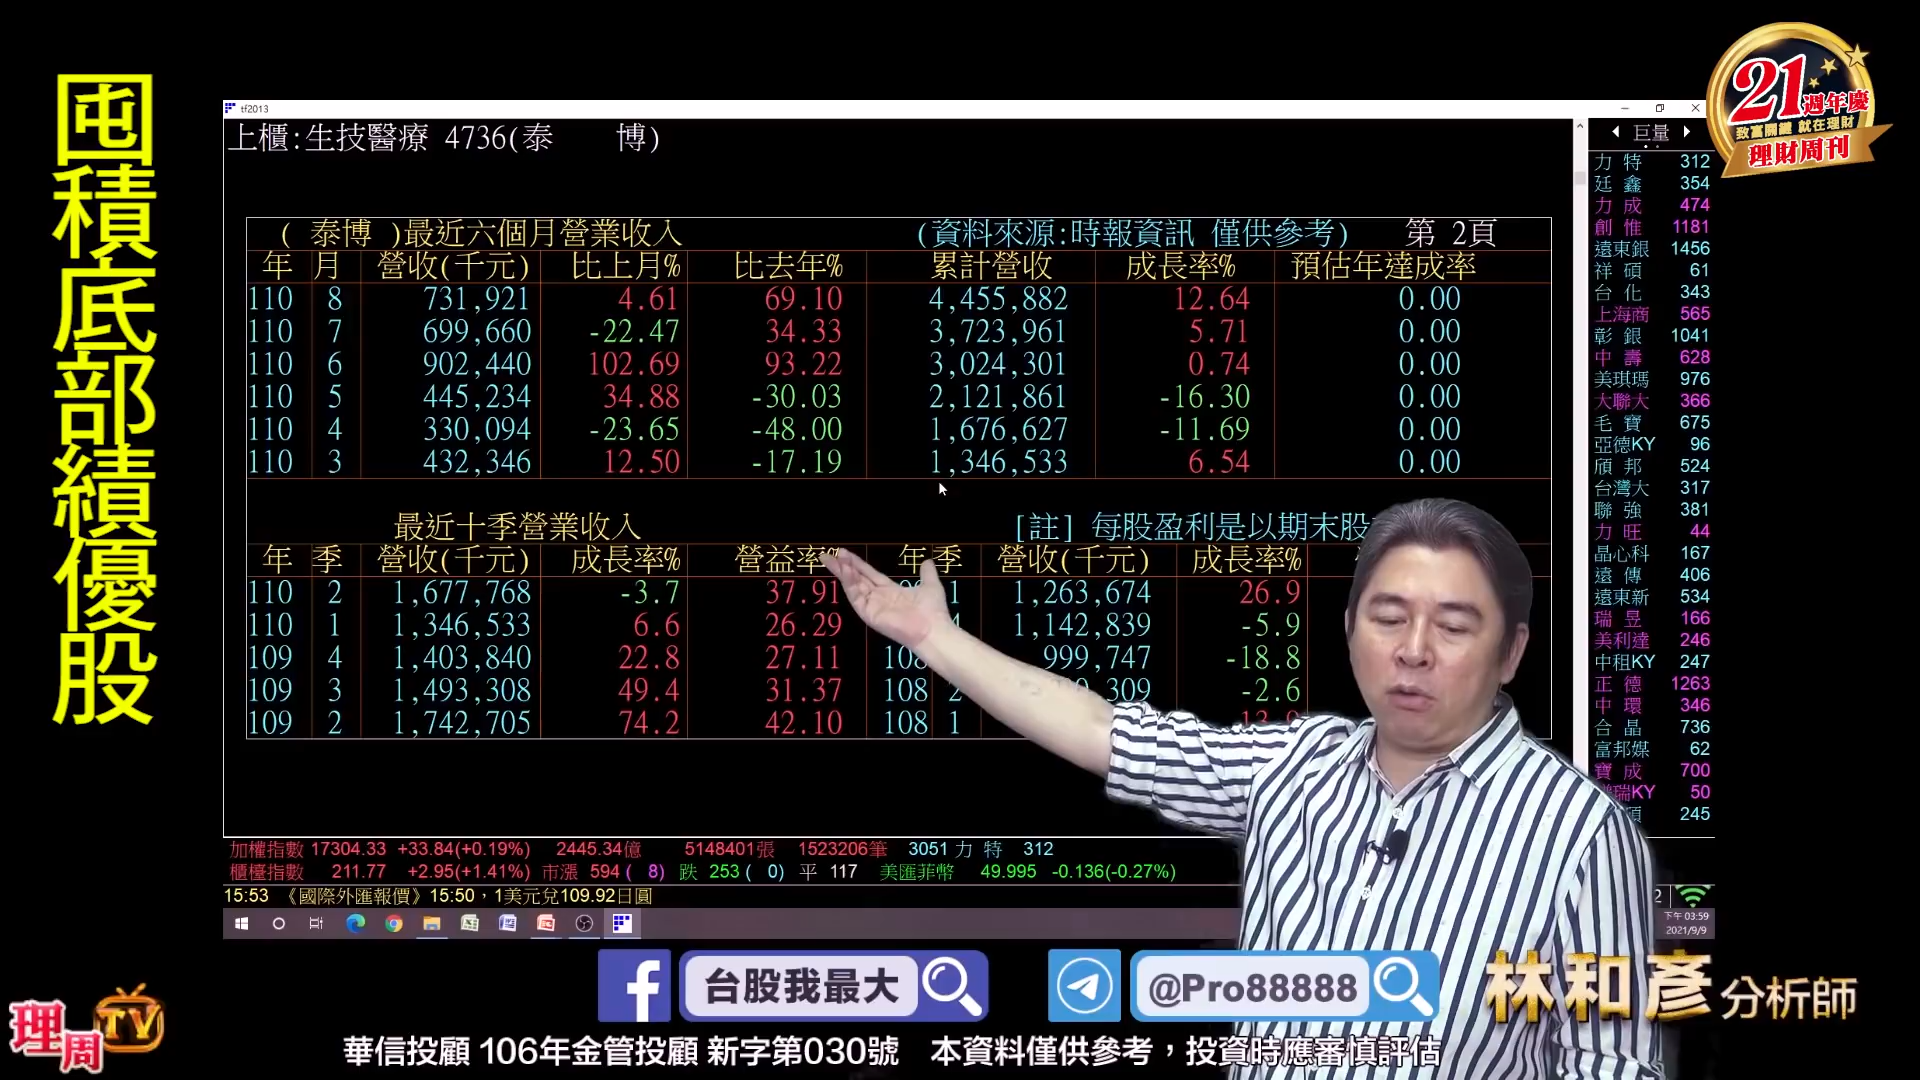 囤積底部績優股
21週年慶
致富關鍵 就在理財
理財周刊
tf2013
上櫃:生技醫療 4736(泰 博)
( 泰博 )最近六個月營業收入 (資料來源:時報資訊 僅供參考) 第 2頁
年 月 營收(千元) 比上月% 比去年% 累計營收 成長率% 預估年達成率
110 8 731,921 4.61 69.10 4,455,882 12.64 0.00
110 7 699,660 -22.47 34.33 3,723,961 5.71 0.00
110 6 902,440 102.69 93.22 3,024,301 0.74 0.00
110 5 445,234 34.88 -30.03 2,121,861 -16.30 0.00
110 4 330,094 -23.65 -48.00 1,676,627 -11.69 0.00
110 3 432,346 12.50 -17.19 1,346,533 6.54 0.00
最近十季營業收入 [註] 每股盈利是以期末股
年 季 營收(千元) 成長率% 營益率% 年 季 營收(千元) 成長率%
110 2 1,677,768 -3.7 37.91 1 1,263,674 26.9
110 1 1,346,533 6.6 26.29 1,142,839 -5.9
109 4 1,403,840 22.8 27.11 108 999,747 -18.8
109 3 1,493,308 49.4 31.37 108 2 309 -2.6
109 2 1,742,705 74.2 42.10 108 1
巨量
力特 312
廷鑫 354
力成 474
創惟 1181
遠東銀 1456
祥碩 61
台化 343
上海商 565
彰銀 1041
中壽 628
美琪瑪 976
大聯大 366
毛寶 675
亞德KY 96
頎邦 524
台灣大 317
聯強 381
力旺 44
晶心科 167
遠傳 406
遠東新 534
瑞昱 166
美利達 246
中租KY 247
正德 1263
中環 346
合晶 736
富邦媒 62
寶成 700
瑞KY 50
245
加權指數 17304.33 +33.84(+0.19%) 2445.34億 5148401張 1523206筆 3051 力 特 312
櫃檯指數 211.77 +2.95(+1.41%) 市漲 594( 8) 跌 253( 0) 平 117 美匯菲幣 49.995 -0.136(-0.27%)
15:53 《國際外匯報價》15:50，1美元兌109.92日圓
下午 03:59
2021/9/9
台股我最大
@Pro88888
林和彥 分析師
理周TV
華信投顧 106年金管投顧 新字第030號 本資料僅供參考，投資時應審慎評估